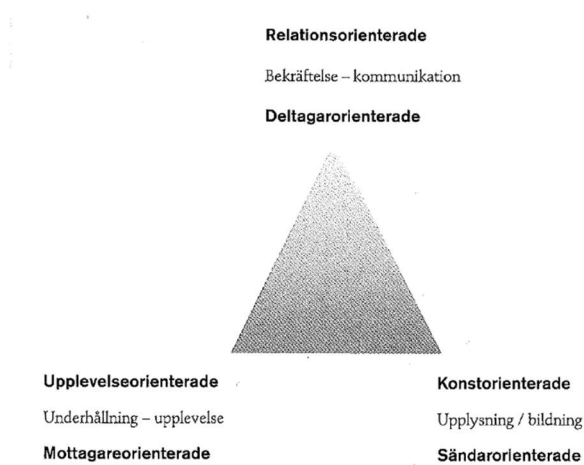 Relationsorienterade
Bekräftelse – kommunikation
Deltagarorienterade
Upplevelseorienterade
Underhållning – upplevelse
Mottagareorienterade
Konstorienterade
Upplysning / bildning
Sändarorienterade